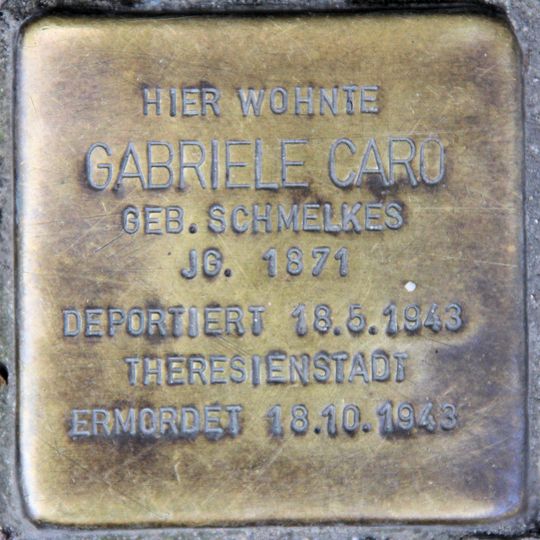 HIER WOHNTE
GABRIELE CARO
GEB. SCHMELKES
JG. 1871
DEPORTIERT 18.5.1943
THERESIENSTADT
ERMORDET 18.10.1943